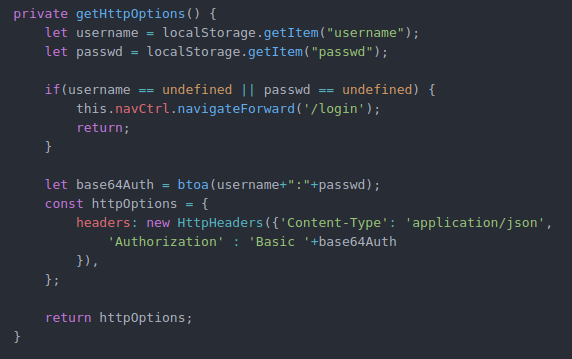 private getHttpOptions() {
    let username = localStorage.getItem("username");
    let passwd = localStorage.getItem("passwd");

    if(username == undefined || passwd == undefined) {
        this.navCtrl.navigateForward('/login');
        return;
    }

    let base64Auth = btoa(username+":"+passwd);
    const httpOptions = {
        headers: new HttpHeaders({'Content-Type': 'application/json',
            'Authorization' : 'Basic '+base64Auth
        }),
    };

    return httpOptions;
}